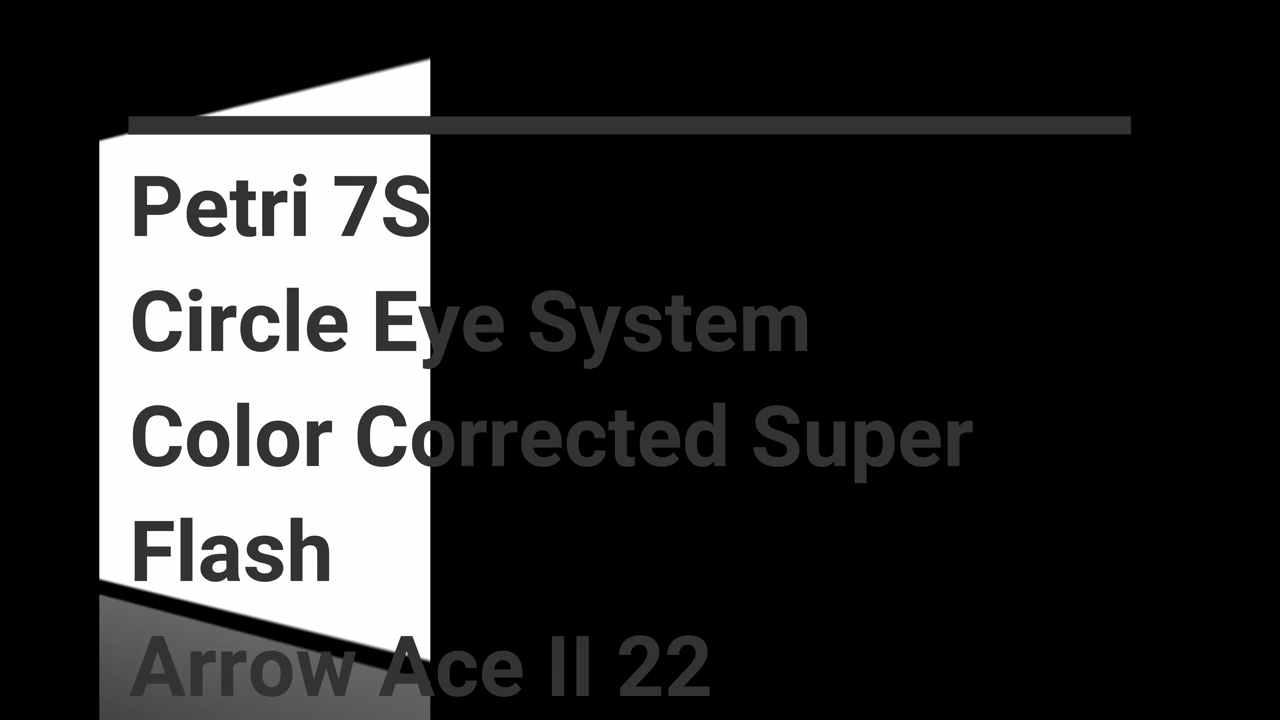 Petri 7S
Circle Eye System
Color Corrected Super
Flash
Arrow Ace II 22